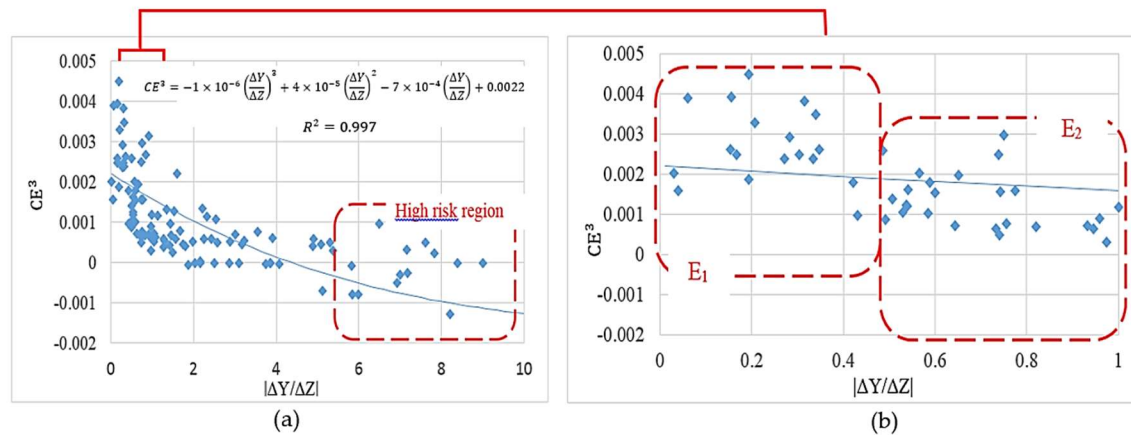 0.005
0.004
0.003
0.002
0.001
0
-0.001
-0.002
CE³
CE³ = −1 × 10⁻⁶ (ΔY/ΔZ)³ + 4 × 10⁻⁵ (ΔY/ΔZ)² − 7 × 10⁻⁴ (ΔY/ΔZ) + 0.0022
R² = 0.997
High risk region
0 2 4 6 8 10
|ΔY/ΔZ|
(a)
0.005
0.004
0.003
0.002
0.001
0
-0.001
-0.002
CE³
E₁
E₂
0 0.2 0.4 0.6 0.8 1
|ΔY/ΔZ|
(b)